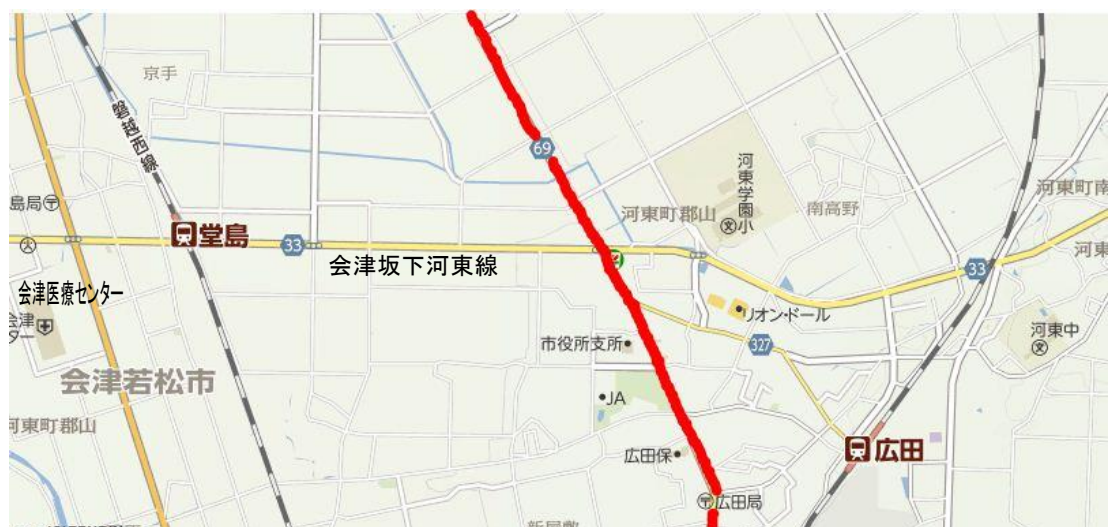 京手
磐越西線
69
河東学園小
河東町郡山
南高野
河東町南
島局
堂島
33
会津坂下河東線
33
河東
会津医療センター
会津
ター
リオン・ドール
市役所支所
327
河東中
会津若松市
JA
河東町郡山
広田保
広田
広田局
新屋敷